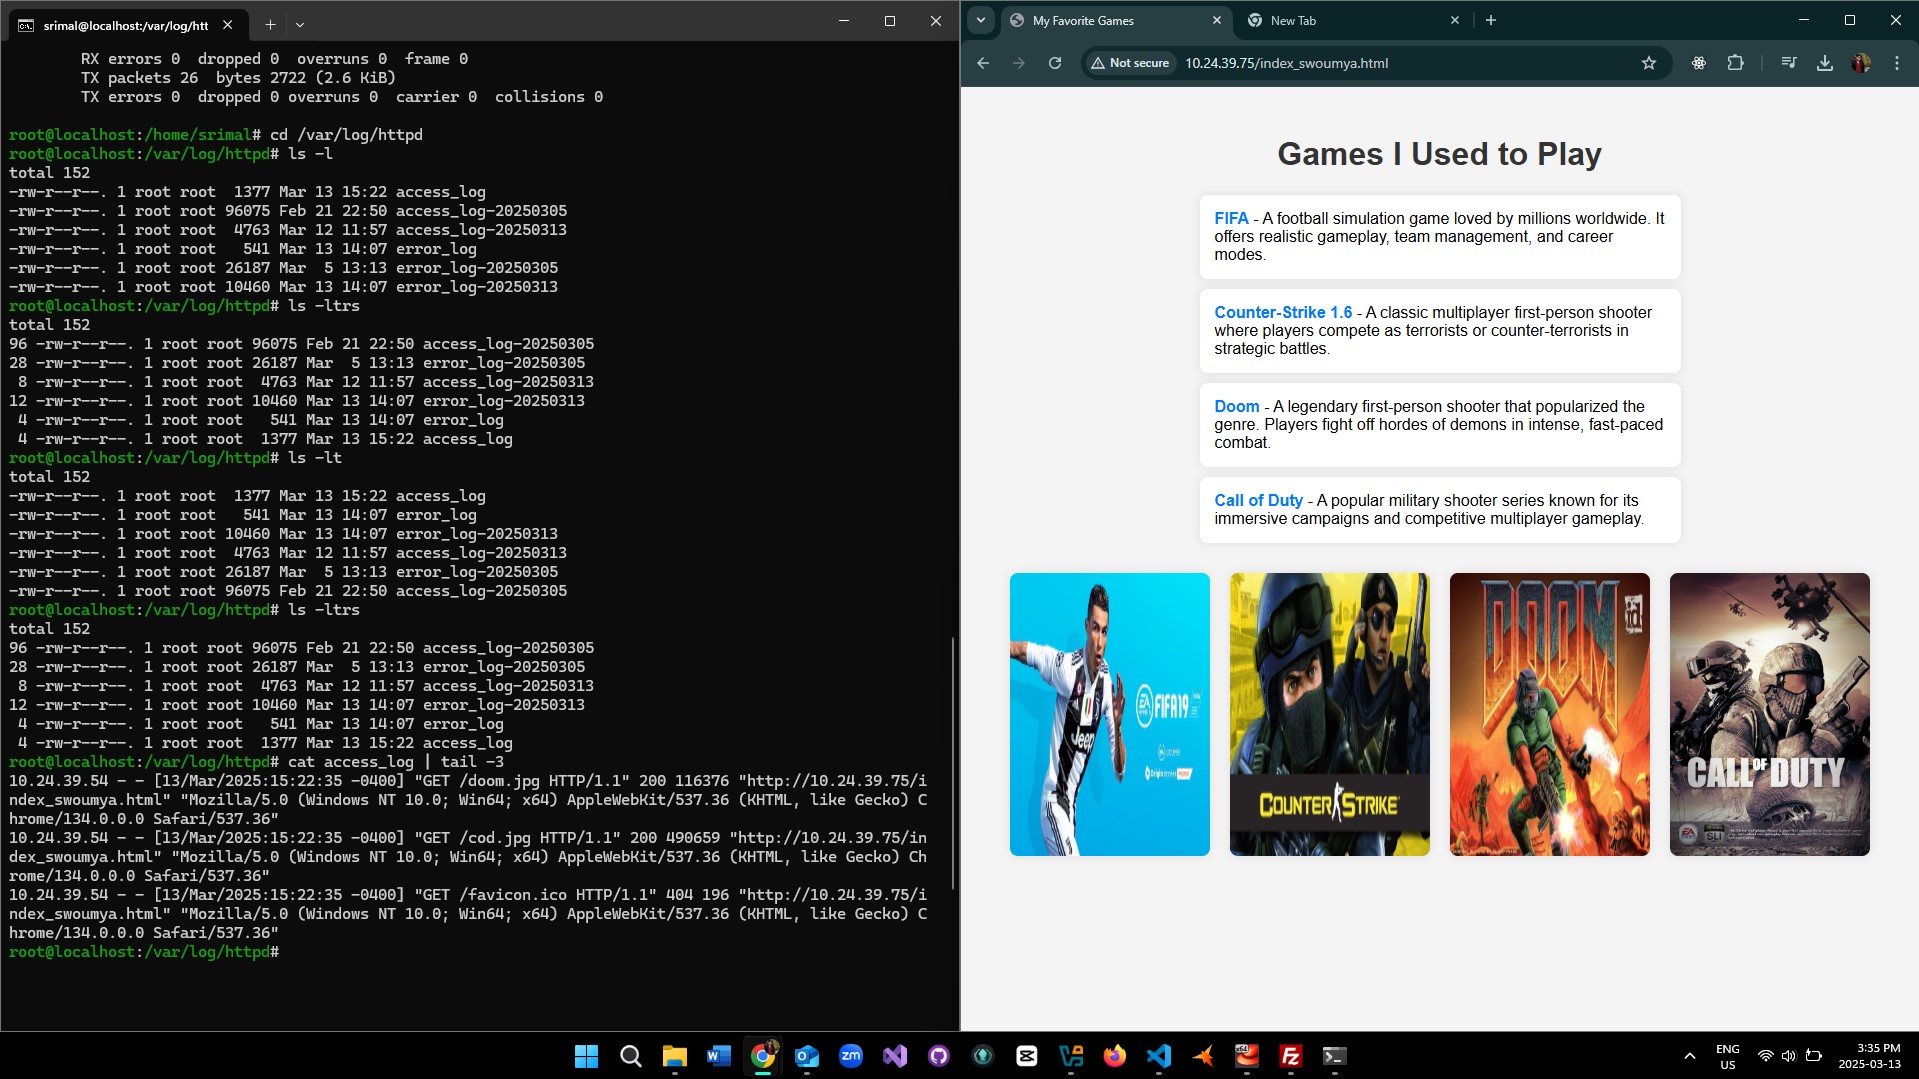 srimal@localhost:/var/log/htt
RX errors 0  dropped 0  overruns 0  frame 0
TX packets 26  bytes 2722 (2.6 KiB)
TX errors 0  dropped 0 overruns 0  carrier 0  collisions 0
root@localhost:/home/srimal# cd /var/log/httpd
root@localhost:/var/log/httpd# ls -l
total 152
-rw-r--r--. 1 root root  1377 Mar 13 15:22 access_log
-rw-r--r--. 1 root root 96075 Feb 21 22:50 access_log-20250305
-rw-r--r--. 1 root root  4763 Mar 12 11:57 access_log-20250313
-rw-r--r--. 1 root root   541 Mar 13 14:07 error_log
-rw-r--r--. 1 root root 26187 Mar  5 13:13 error_log-20250305
-rw-r--r--. 1 root root 10460 Mar 13 14:07 error_log-20250313
root@localhost:/var/log/httpd# ls -ltrs
total 152
96 -rw-r--r--. 1 root root 96075 Feb 21 22:50 access_log-20250305
28 -rw-r--r--. 1 root root 26187 Mar  5 13:13 error_log-20250305
8 -rw-r--r--. 1 root root  4763 Mar 12 11:57 access_log-20250313
12 -rw-r--r--. 1 root root 10460 Mar 13 14:07 error_log-20250313
4 -rw-r--r--. 1 root root   541 Mar 13 14:07 error_log
4 -rw-r--r--. 1 root root  1377 Mar 13 15:22 access_log
root@localhost:/var/log/httpd# ls -lt
total 152
-rw-r--r--. 1 root root  1377 Mar 13 15:22 access_log
-rw-r--r--. 1 root root   541 Mar 13 14:07 error_log
-rw-r--r--. 1 root root 10460 Mar 13 14:07 error_log-20250313
-rw-r--r--. 1 root root  4763 Mar 12 11:57 access_log-20250313
-rw-r--r--. 1 root root 26187 Mar  5 13:13 error_log-20250305
-rw-r--r--. 1 root root 96075 Feb 21 22:50 access_log-20250305
root@localhost:/var/log/httpd# ls -ltrs
total 152
96 -rw-r--r--. 1 root root 96075 Feb 21 22:50 access_log-20250305
28 -rw-r--r--. 1 root root 26187 Mar  5 13:13 error_log-20250305
8 -rw-r--r--. 1 root root  4763 Mar 12 11:57 access_log-20250313
12 -rw-r--r--. 1 root root 10460 Mar 13 14:07 error_log-20250313
4 -rw-r--r--. 1 root root   541 Mar 13 14:07 error_log
4 -rw-r--r--. 1 root root  1377 Mar 13 15:22 access_log
root@localhost:/var/log/httpd# cat access_log | tail -3
10.24.39.54 - - [13/Mar/2025:15:22:35 -0400] "GET /doom.jpg HTTP/1.1" 200 116376 "http://10.24.39.75/i
ndex_swoumya.html" "Mozilla/5.0 (Windows NT 10.0; Win64; x64) AppleWebKit/537.36 (KHTML, like Gecko) C
hrome/134.0.0.0 Safari/537.36"
10.24.39.54 - - [13/Mar/2025:15:22:35 -0400] "GET /cod.jpg HTTP/1.1" 200 490659 "http://10.24.39.75/in
dex_swoumya.html" "Mozilla/5.0 (Windows NT 10.0; Win64; x64) AppleWebKit/537.36 (KHTML, like Gecko) Ch
rome/134.0.0.0 Safari/537.36"
10.24.39.54 - - [13/Mar/2025:15:22:35 -0400] "GET /favicon.ico HTTP/1.1" 404 196 "http://10.24.39.75/i
ndex_swoumya.html" "Mozilla/5.0 (Windows NT 10.0; Win64; x64) AppleWebKit/537.36 (KHTML, like Gecko) C
hrome/134.0.0.0 Safari/537.36"
root@localhost:/var/log/httpd#
My Favorite Games
New Tab
Not secure
10.24.39.75/index_swoumya.html
Games I Used to Play
FIFA - A football simulation game loved by millions worldwide. It
offers realistic gameplay, team management, and career
modes.
Counter-Strike 1.6 - A classic multiplayer first-person shooter
where players compete as terrorists or counter-terrorists in
strategic battles.
Doom - A legendary first-person shooter that popularized the
genre. Players fight off hordes of demons in intense, fast-paced
combat.
Call of Duty - A popular military shooter series known for its
immersive campaigns and competitive multiplayer gameplay.
EA FIFA19
Jeep
COUNTER STRIKE
DOOM
CALL OF DUTY
EA
SLI
zm
x64
Fz
ENG
US
3:35 PM
2025-03-13